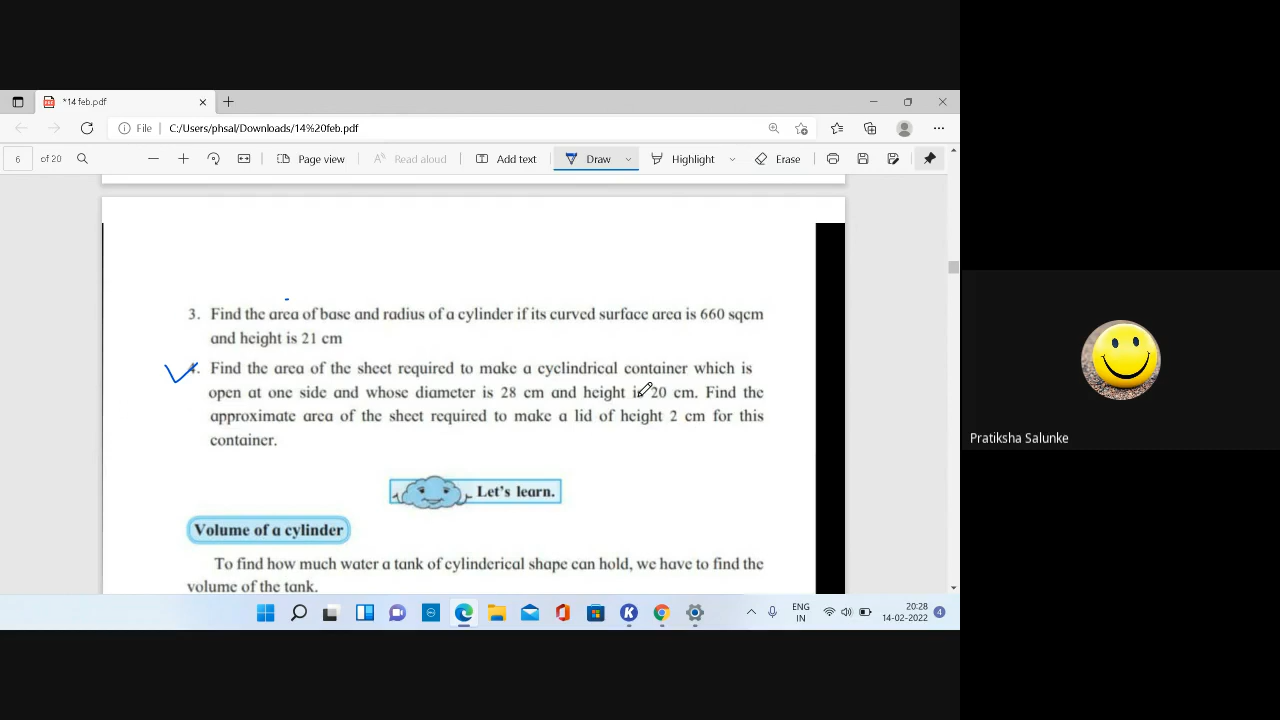 *14 feb.pdf
File
C:/Users/phsal/Downloads/14%20feb.pdf
6 of 20
Page view
Read aloud
Add text
Draw
Highlight
Erase
3. Find the area of base and radius of a cylinder if its curved surface area is 660 sqcm
and height is 21 cm
4. Find the area of the sheet required to make a cyclindrical container which is
open at one side and whose diameter is 28 cm and height is 20 cm. Find the
approximate area of the sheet required to make a lid of height 2 cm for this
container.
Let's learn.
Volume of a cylinder
To find how much water a tank of cylinderical shape can hold, we have to find the
volume of the tank.
Pratiksha Salunke
ENG
IN
20:28
14-02-2022
4